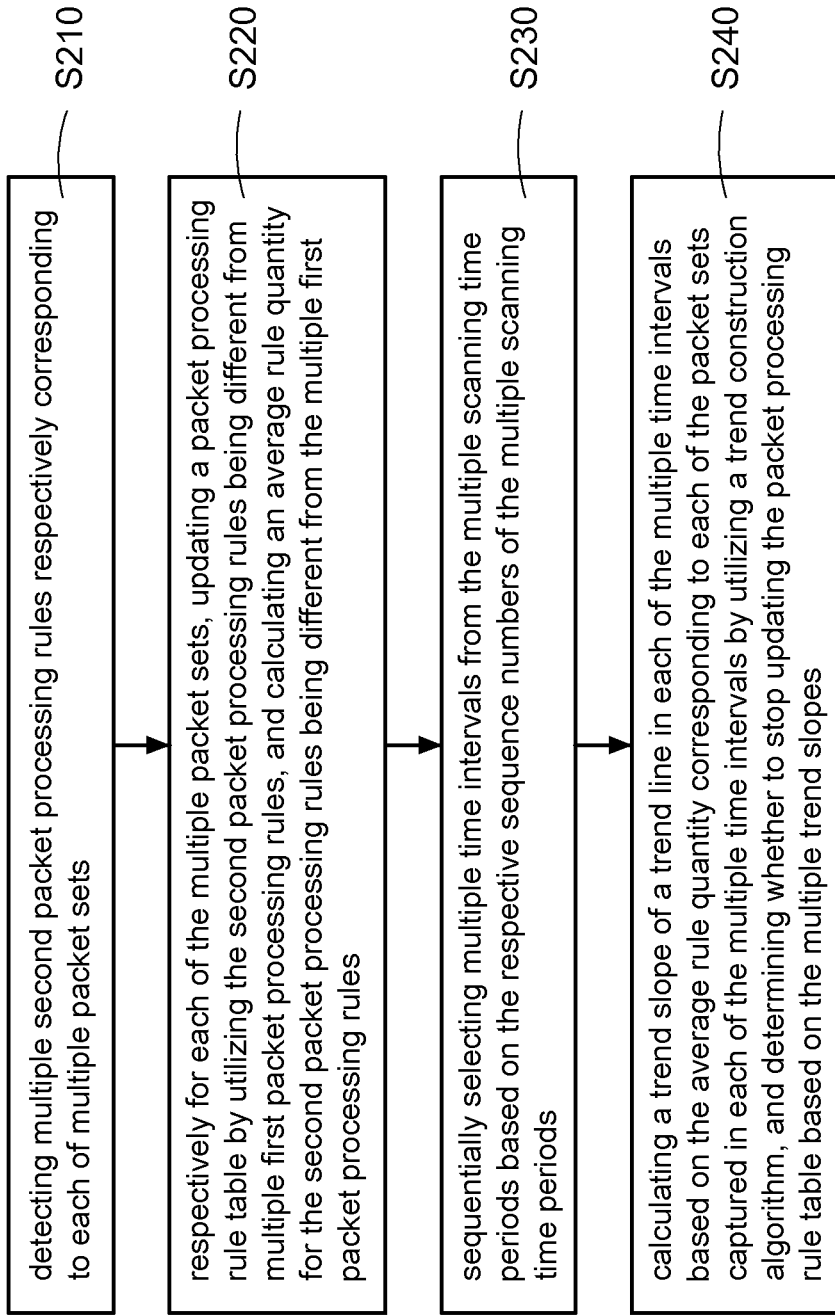 detecting multiple second packet processing rules respectively corresponding
to each of multiple packet sets
S210
respectively for each of the multiple packet sets, updating a packet processing
rule table by utilizing the second packet processing rules being different from
multiple first packet processing rules, and calculating an average rule quantity
for the second packet processing rules being different from the multiple first
packet processing rules
S220
sequentially selecting multiple time intervals from the multiple scanning time
periods based on the respective sequence numbers of the multiple scanning
time periods
S230
calculating a trend slope of a trend line in each of the multiple time intervals
based on the average rule quantity corresponding to each of the packet sets
captured in each of the multiple time intervals by utilizing a trend construction
algorithm, and determining whether to stop updating the packet processing
rule table based on the multiple trend slopes
S240